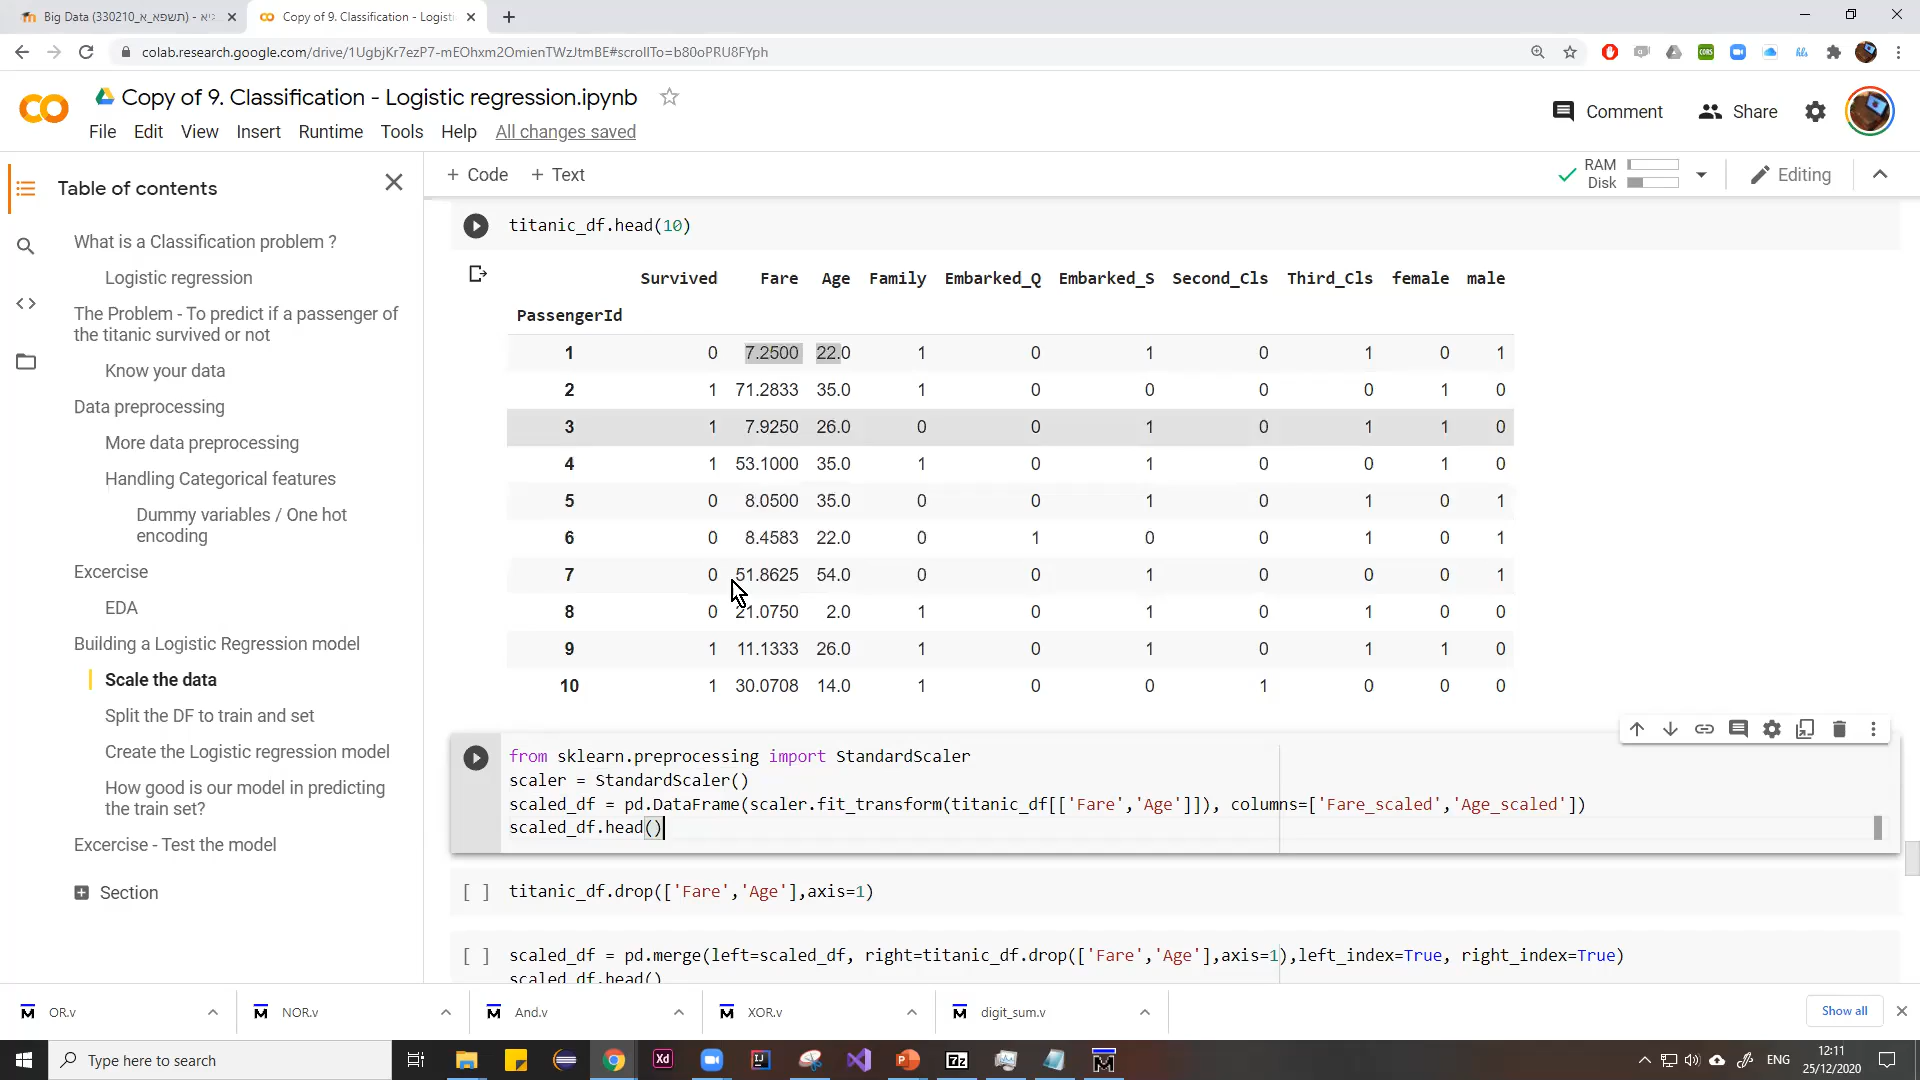 Big Data (330210_תשפא_א) - גיא
Copy of 9. Classification - Logisti
colab.research.google.com/drive/1UgbjKr7ezP7-mEOhxm2OmienTWzJtmBE#scrollTo=b80oPRU8FYph
Copy of 9. Classification - Logistic regression.ipynb
File Edit View Insert Runtime Tools Help All changes saved
Comment Share
Table of contents
What is a Classification problem ?
Logistic regression
The Problem - To predict if a passenger of
the titanic survived or not
Know your data
Data preprocessing
More data preprocessing
Handling Categorical features
Dummy variables / One hot
encoding
Excercise
EDA
Building a Logistic Regression model
Scale the data
Split the DF to train and set
Create the Logistic regression model
How good is our model in predicting
the train set?
Excercise - Test the model
Section
+ Code + Text
RAM
Disk
Editing
titanic_df.head(10)
Survived Fare Age Family Embarked_Q Embarked_S Second_Cls Third_Cls female male
PassengerId
1 0 7.2500 22.0 1 0 1 0 1 0 1
2 1 71.2833 35.0 1 0 0 0 0 1 0
3 1 7.9250 26.0 0 0 1 0 1 1 0
4 1 53.1000 35.0 1 0 1 0 0 1 0
5 0 8.0500 35.0 0 0 1 0 1 0 1
6 0 8.4583 22.0 0 1 0 0 1 0 1
7 0 51.8625 54.0 0 0 1 0 0 0 1
8 0 21.0750 2.0 1 0 1 0 1 0 0
9 1 11.1333 26.0 1 0 1 0 1 1 0
10 1 30.0708 14.0 1 0 0 1 0 0 0
from sklearn.preprocessing import StandardScaler
scaler = StandardScaler()
scaled_df = pd.DataFrame(scaler.fit_transform(titanic_df[['Fare','Age']]), columns=['Fare_scaled','Age_scaled'])
scaled_df.head()
[ ] titanic_df.drop(['Fare','Age'],axis=1)
[ ] scaled_df = pd.merge(left=scaled_df, right=titanic_df.drop(['Fare','Age'],axis=1),left_index=True, right_index=True)
scaled_df.head()
OR.v NOR.v And.v XOR.v digit_sum.v Show all
Type here to search
ENG
12:11
25/12/2020